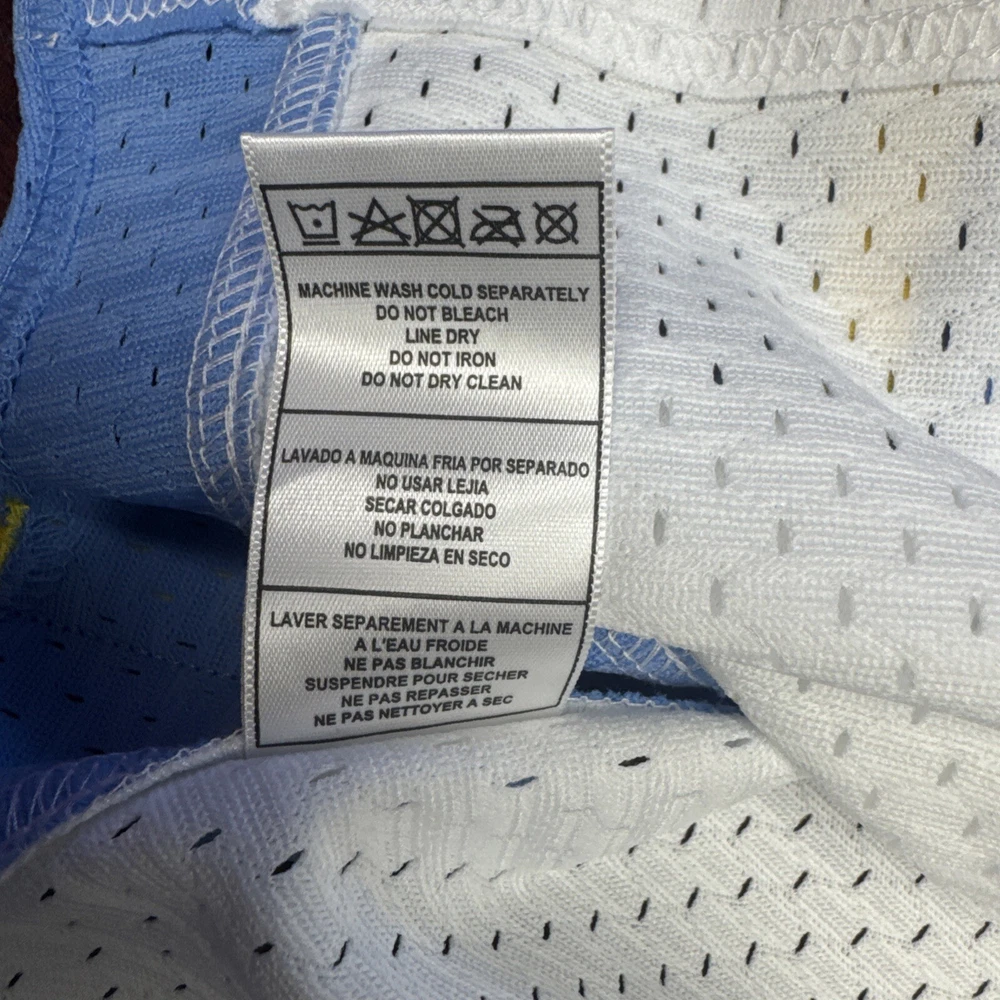 MACHINE WASH COLD SEPARATELY
DO NOT BLEACH
LINE DRY
DO NOT IRON
DO NOT DRY CLEAN
LAVADO A MAQUINA FRIA POR SEPARADO
NO USAR LEJIA
SECAR COLGADO
NO PLANCHAR
NO LIMPIEZA EN SECO
LAVER SEPAREMENT A LA MACHINE
A L'EAU FROIDE
NE PAS BLANCHIR
SUSPENDRE POUR SECHER
NE PAS REPASSER
NE PAS NETTOYER A SEC